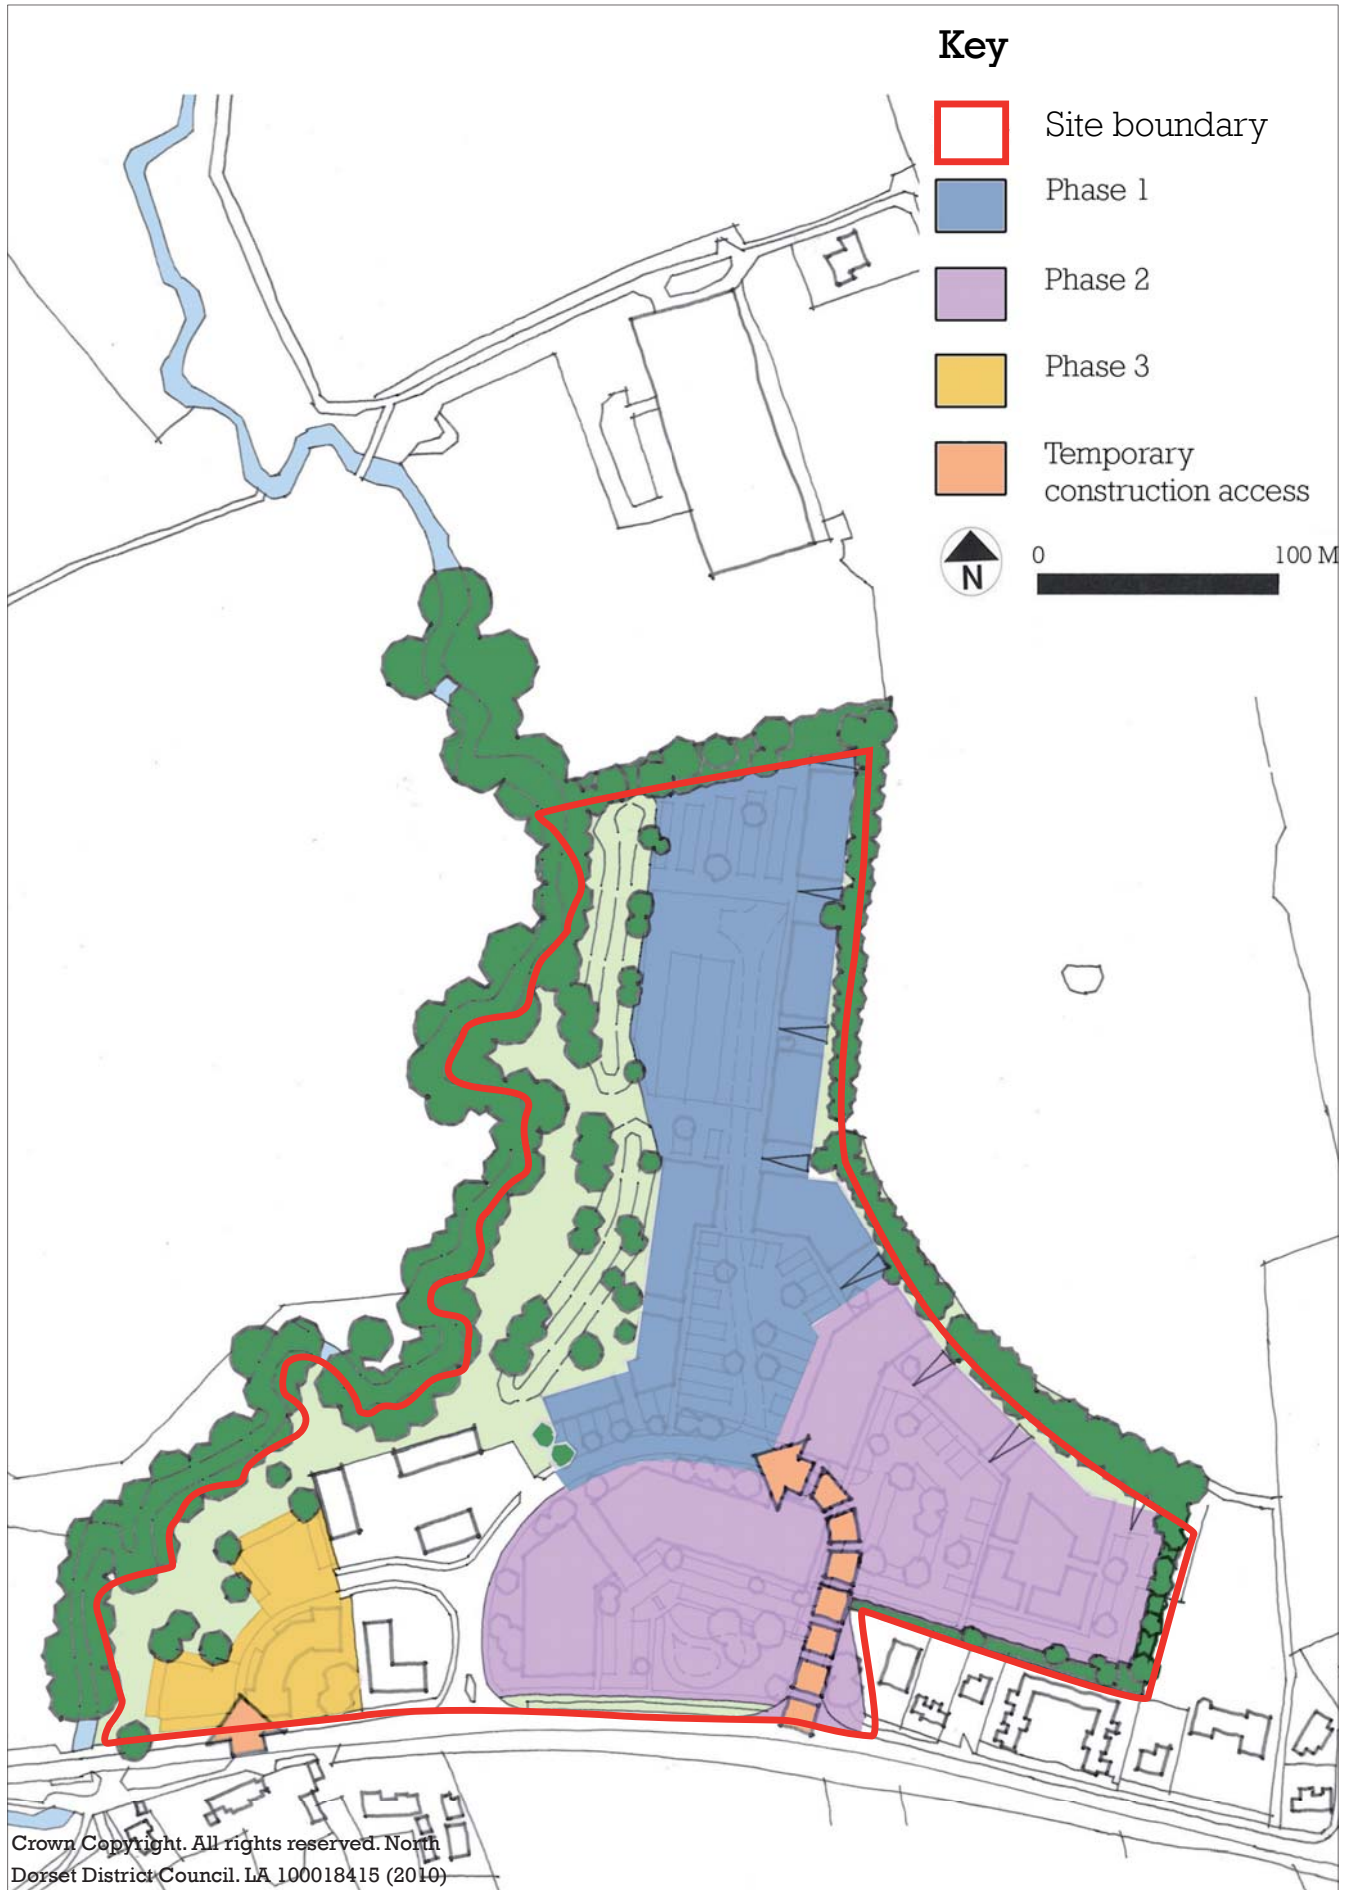 Key
Site boundary
Phase 1
Phase 2
Phase 3
Temporary
construction access
N
0 100 M
Crown Copyright. All rights reserved. North
Dorset District Council. LA 100018415 (2010)